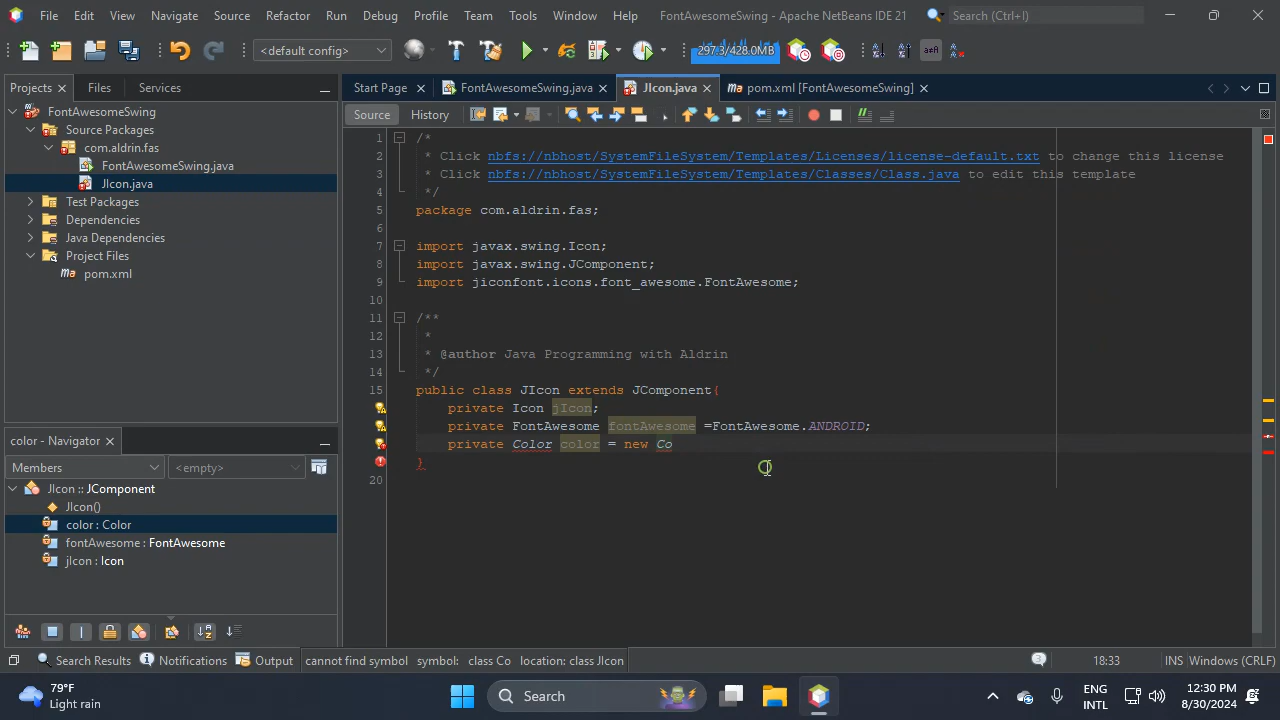 File Edit View Navigate Source Refactor Run Debug Profile Team Tools Window Help FontAwesomeSwing - Apache NetBeans IDE 21 Search (Ctrl+I)
<default config> 297.3/428.0MB
Projects Files Services
Start Page FontAwesomeSwing.java JIcon.java pom.xml [FontAwesomeSwing]
Source History
FontAwesomeSwing
Source Packages
com.aldrin.fas
FontAwesomeSwing.java
JIcon.java
Test Packages
Dependencies
Java Dependencies
Project Files
pom.xml
color - Navigator
Members <empty>
JIcon :: JComponent
JIcon()
color : Color
fontAwesome : FontAwesome
jIcon : Icon
1 /*
2 * Click nbfs://nbhost/SystemFileSystem/Templates/Licenses/license-default.txt to change this license
3 * Click nbfs://nbhost/SystemFileSystem/Templates/Classes/Class.java to edit this template
4 */
5 package com.aldrin.fas;
6
7 import javax.swing.Icon;
8 import javax.swing.JComponent;
9 import jiconfont.icons.font_awesome.FontAwesome;
10
11 /**
12 *
13 * @author Java Programming with Aldrin
14 */
15 public class JIcon extends JComponent{
private Icon jIcon;
private FontAwesome fontAwesome =FontAwesome.ANDROID;
private Color color = new Co
}
20
Search Results Notifications Output cannot find symbol symbol: class Co location: class JIcon 3 18:33 INS Windows (CRLF)
79°F
Light rain
Search
ENG
INTL
12:30 PM
8/30/2024